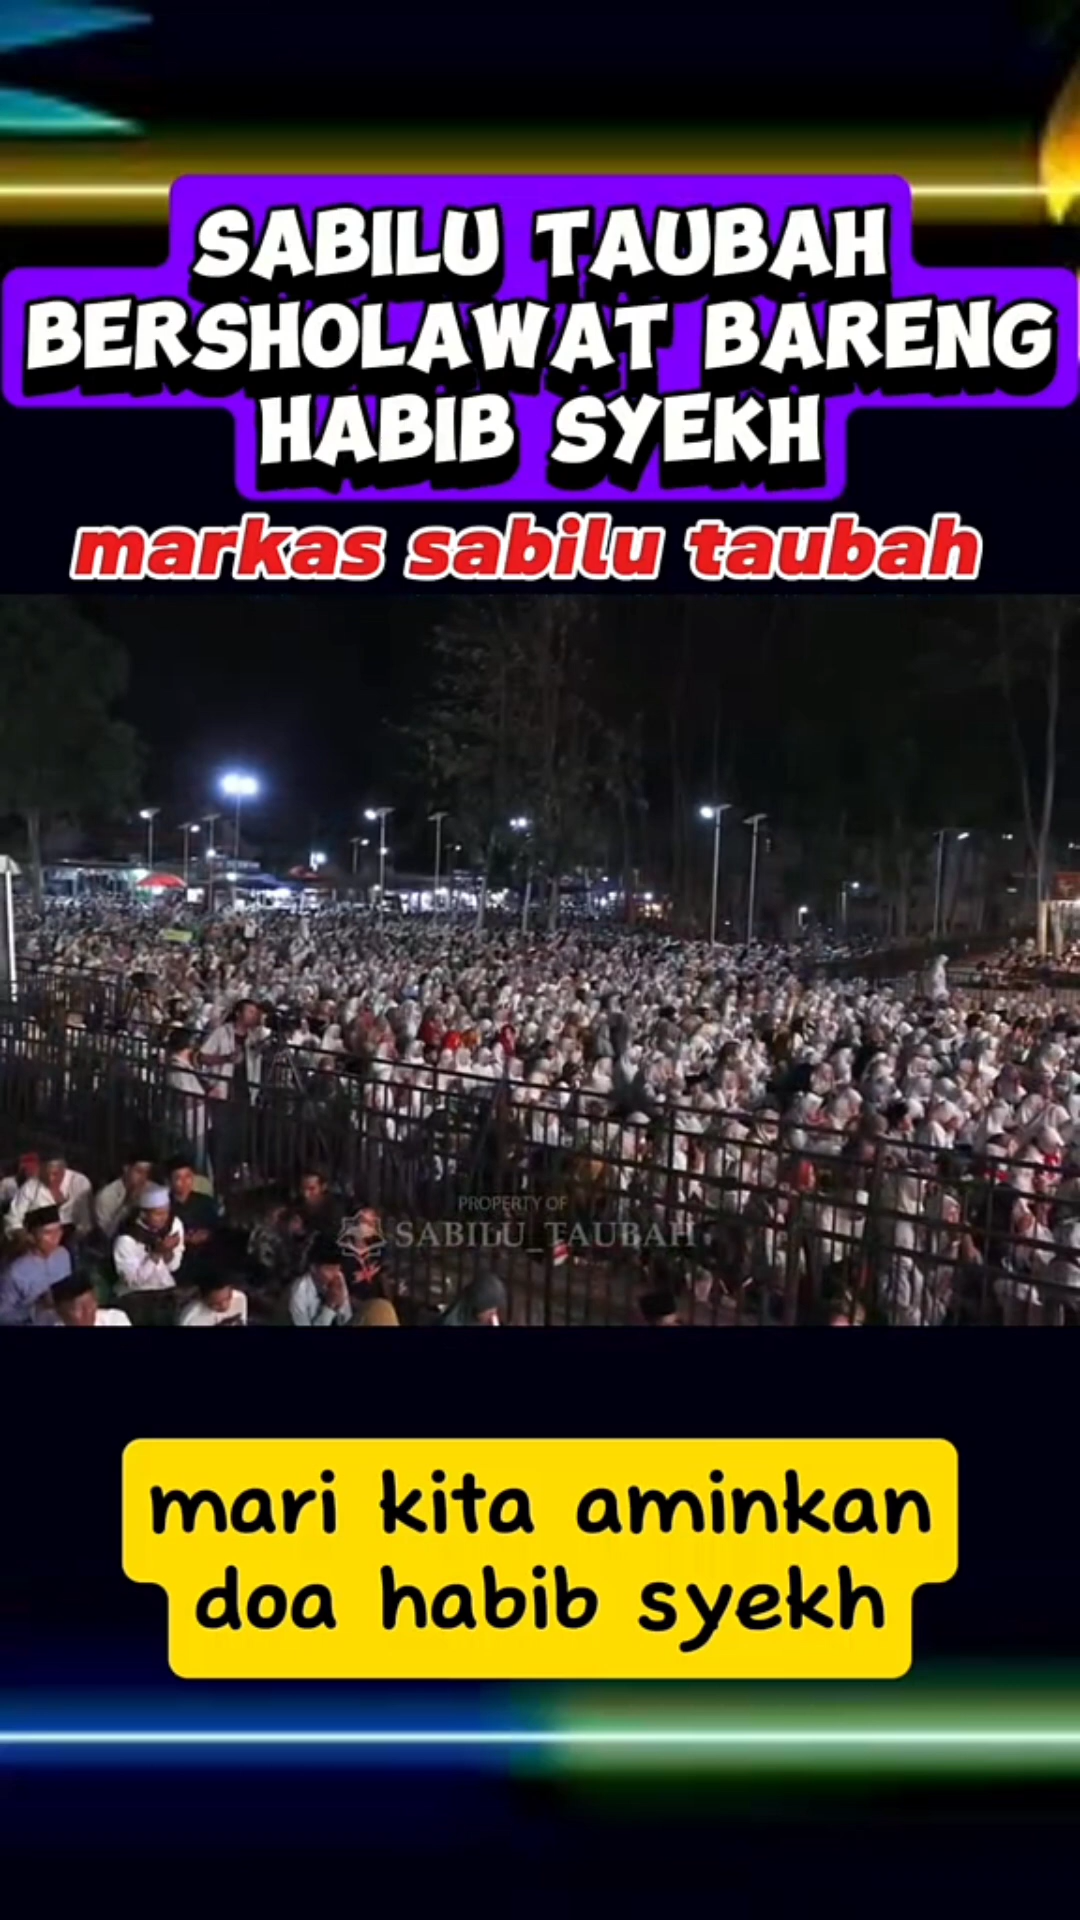 SABILU TAUBAH
BERSHOLAWAT BARENG
HABIB SYEKH
markas sabilu taubah
PROPERTY OF
SABILU_TAUBAH
mari kita aminkan
doa habib syekh